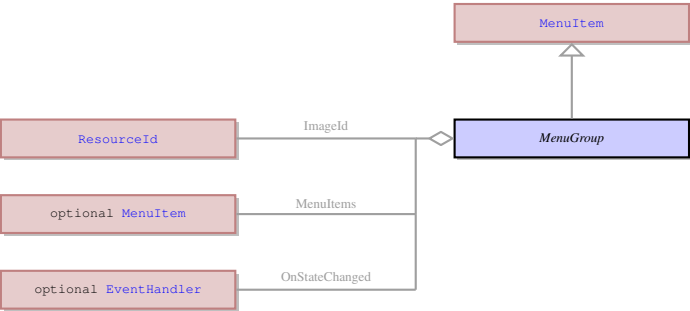 MenuItem
ImageId
ResourceId
MenuGroup
MenuItems
optional MenuItem
OnStateChanged
optional EventHandler